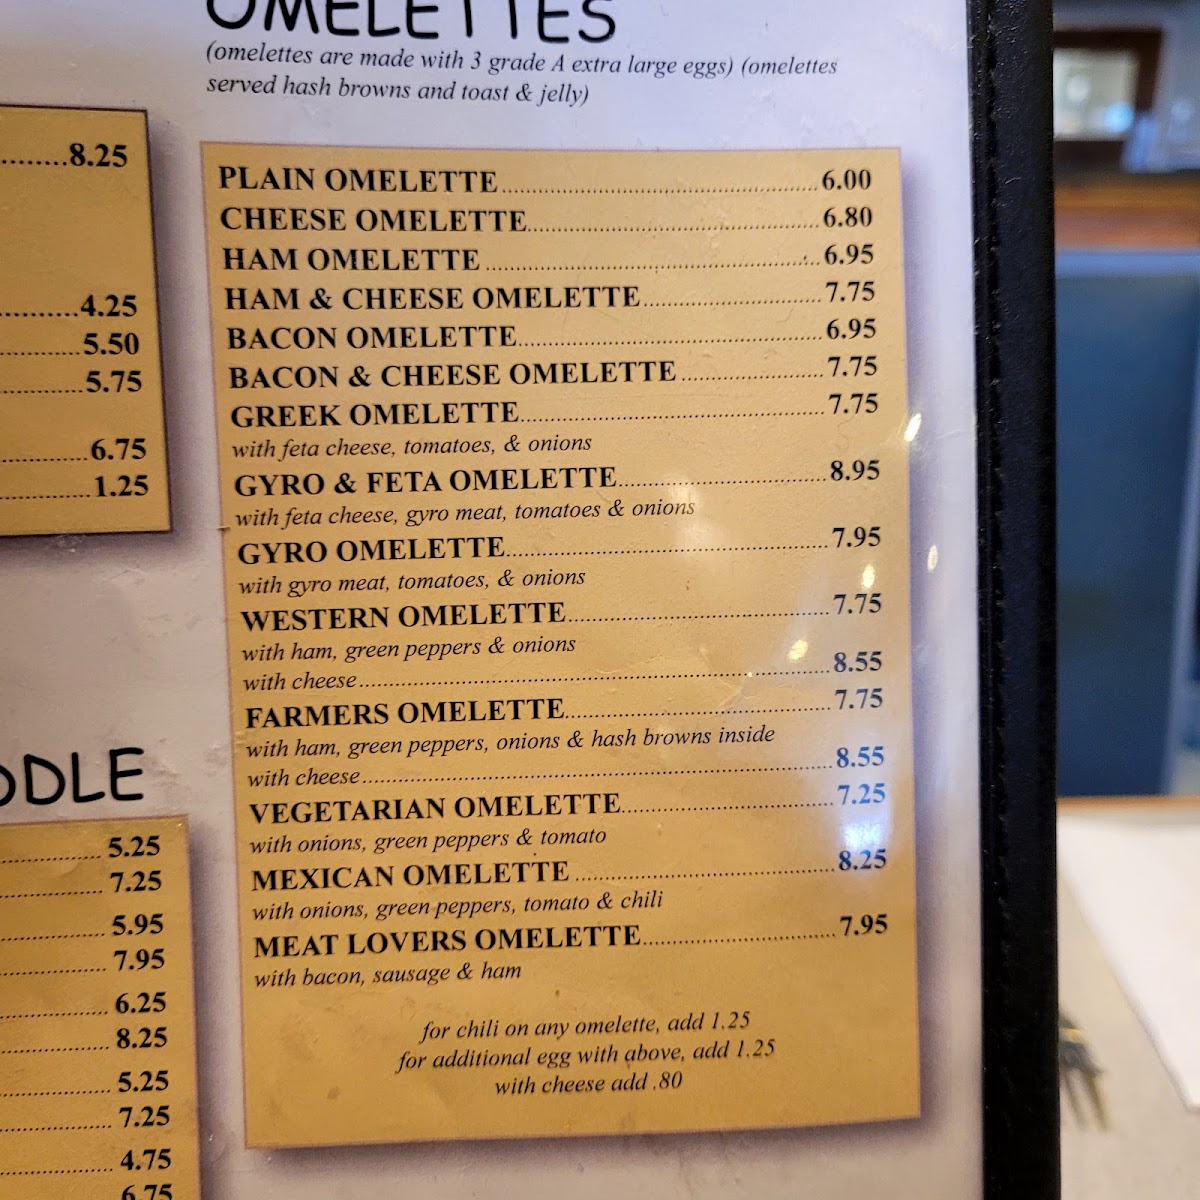 OMELETTES
(omelettes are made with 3 grade A extra large eggs) (omelettes
served hash browns and toast & jelly)
PLAIN OMELETTE 6.00
CHEESE OMELETTE 6.80
HAM OMELETTE 6.95
HAM & CHEESE OMELETTE 7.75
BACON OMELETTE 6.95
BACON & CHEESE OMELETTE 7.75
GREEK OMELETTE 7.75
with feta cheese, tomatoes, & onions
GYRO & FETA OMELETTE 8.95
with feta cheese, gyro meat, tomatoes & onions
GYRO OMELETTE 7.95
with gyro meat, tomatoes, & onions
WESTERN OMELETTE 7.75
with ham, green peppers & onions
with cheese 8.55
FARMERS OMELETTE 7.75
with ham, green peppers, onions & hash browns inside
with cheese 8.55
VEGETARIAN OMELETTE 7.25
with onions, green peppers & tomato
MEXICAN OMELETTE 8.25
with onions, green peppers, tomato & chili
MEAT LOVERS OMELETTE 7.95
with bacon, sausage & ham
for chili on any omelette, add 1.25
for additional egg with above, add 1.25
with cheese add .80
8.25
4.25
5.50
5.75
6.75
1.25
DLE
5.25
7.25
5.95
7.95
6.25
8.25
5.25
7.25
4.75
6.75